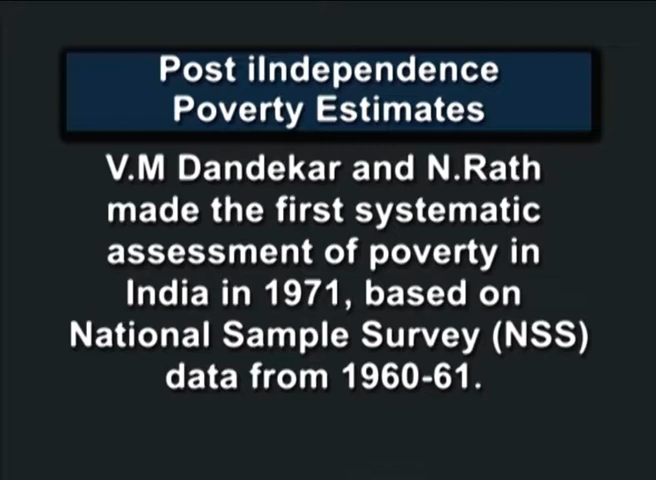 Post iIndependence
Poverty Estimates
V.M Dandekar and N.Rath
made the first systematic
assessment of poverty in
India in 1971, based on
National Sample Survey (NSS)
data from 1960-61.